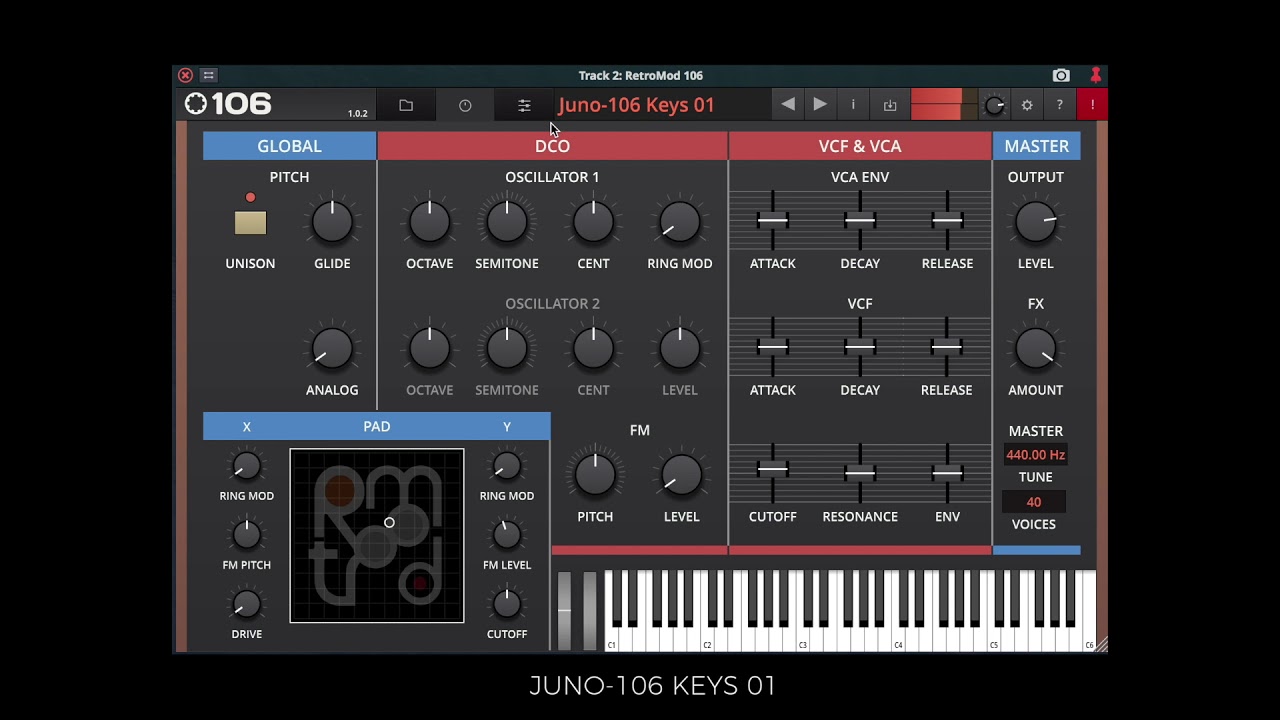 Track 2: RetroMod 106
106
1.0.2
Juno-106 Keys 01
i
?
!
GLOBAL
DCO
VCF & VCA
MASTER
PITCH
OSCILLATOR 1
VCA ENV
OUTPUT
UNISON
GLIDE
OCTAVE
SEMITONE
CENT
RING MOD
ATTACK
DECAY
RELEASE
LEVEL
OSCILLATOR 2
VCF
FX
ANALOG
OCTAVE
SEMITONE
CENT
LEVEL
ATTACK
DECAY
RELEASE
AMOUNT
X
PAD
Y
FM
MASTER
440.00 Hz
TUNE
RING MOD
RING MOD
40
PITCH
LEVEL
CUTOFF
RESONANCE
ENV
VOICES
Rm
trod
FM PITCH
FM LEVEL
DRIVE
CUTOFF
C1
C2
C3
C4
C5
C6
JUNO-106 KEYS 01